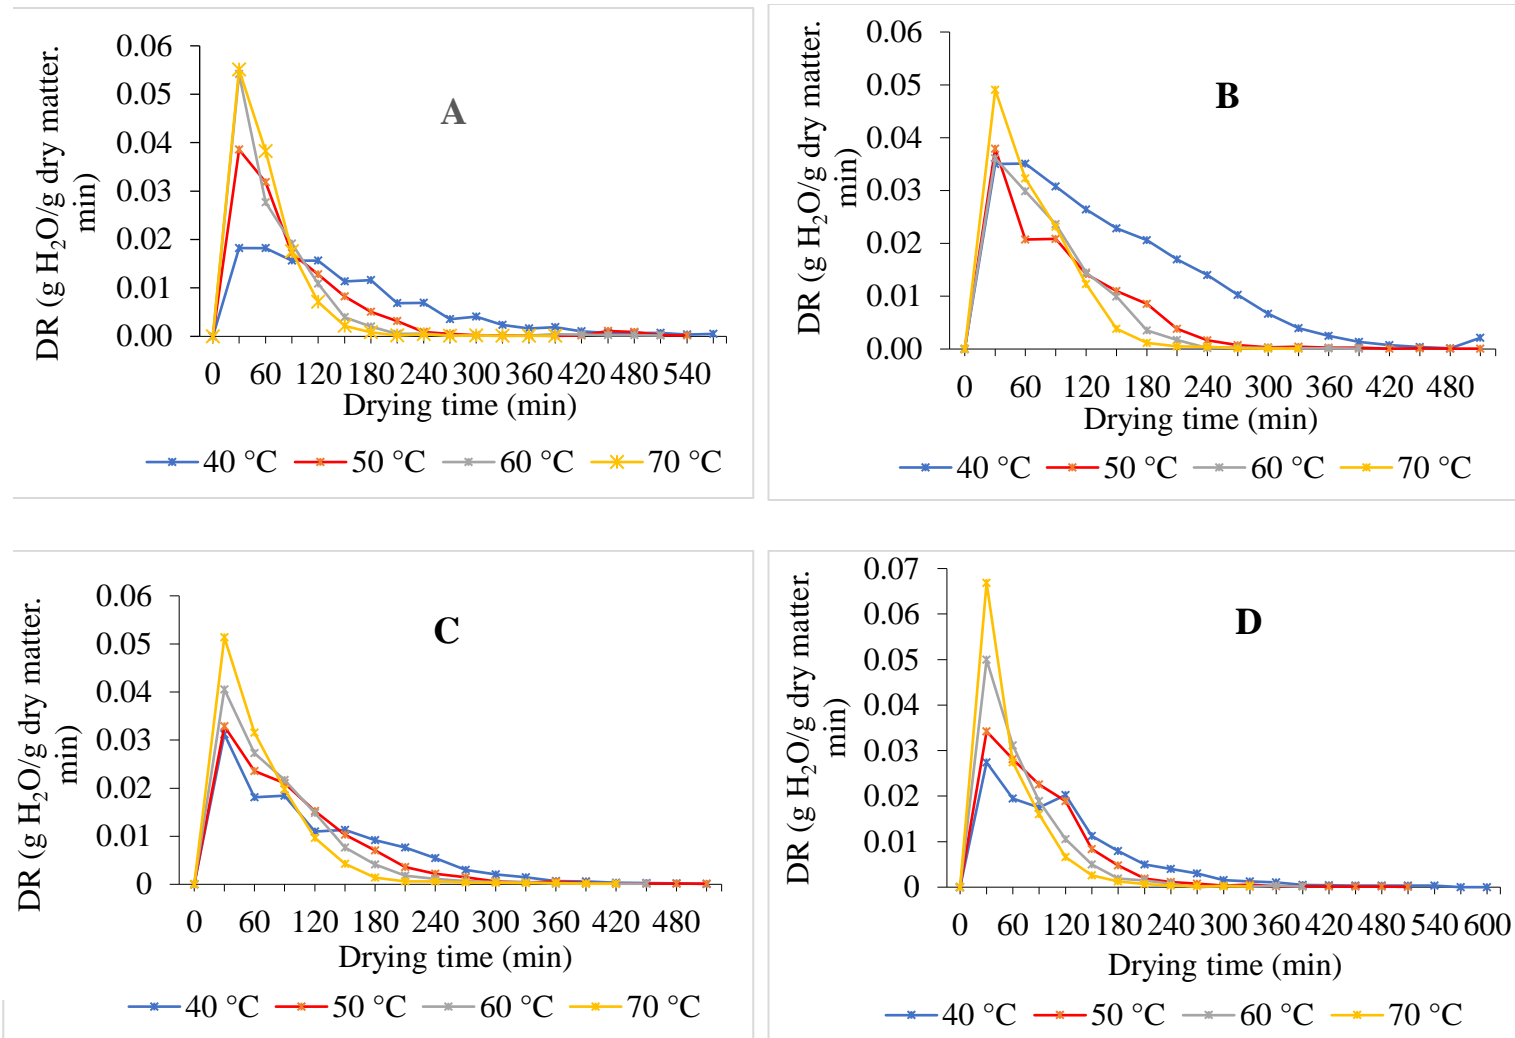 A
DR (g H₂O/g dry matter.
min)
0.06
0.05
0.04
0.03
0.02
0.01
0.00
0 60 120 180 240 300 360 420 480 540
Drying time (min)
40 °C 50 °C 60 °C 70 °C
B
DR (g H₂O/g dry matter.
min)
0.06
0.05
0.04
0.03
0.02
0.01
0.00
0 60 120 180 240 300 360 420 480
Drying time (min)
40 °C 50 °C 60 °C 70 °C
C
DR (g H₂O/g dry matter.
min)
0.06
0.05
0.04
0.03
0.02
0.01
0
0 60 120 180 240 300 360 420 480
Drying time (min)
40 °C 50 °C 60 °C 70 °C
D
DR (g H₂O/g dry matter.
min)
0.07
0.06
0.05
0.04
0.03
0.02
0.01
0
0 60 120 180 240 300 360 420 480 540 600
Drying time (min)
40 °C 50 °C 60 °C 70 °C